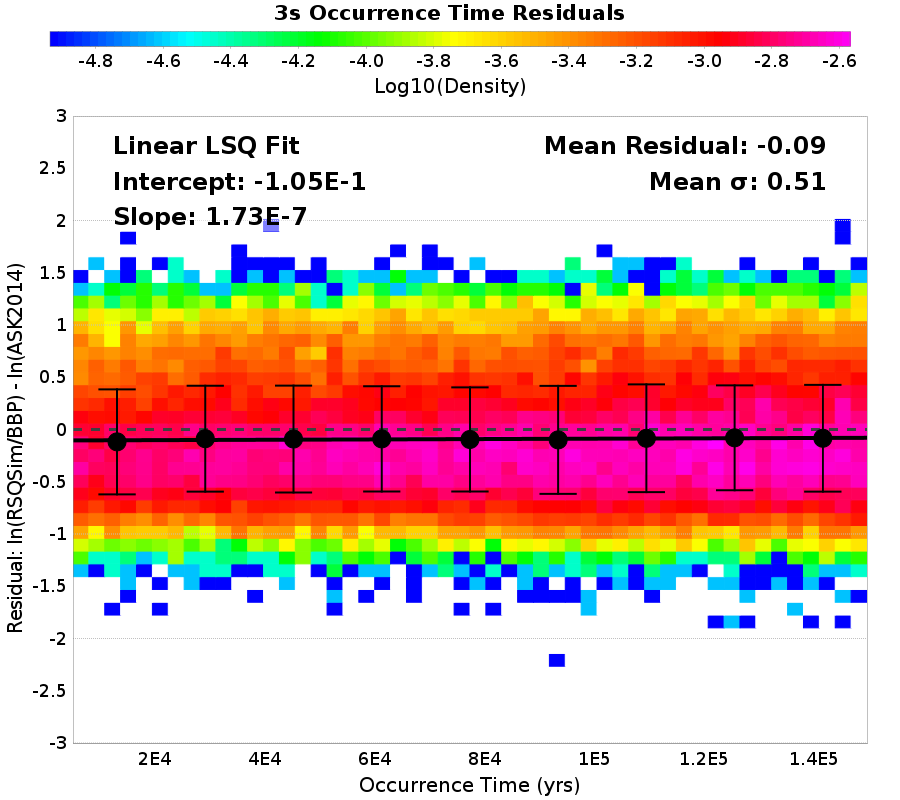 3s Occurrence Time Residuals
-4.8 -4.6 -4.4 -4.2 -4.0 -3.8 -3.6 -3.4 -3.2 -3.0 -2.8 -2.6
Log10(Density)
Linear LSQ Fit
Intercept: -1.05E-1
Slope: 1.73E-7
Mean Residual: -0.09
Mean σ: 0.51
Residual: ln(RSQSim/BBP) - ln(ASK2014)
3
2.5
2
1.5
1
0.5
0
-0.5
-1
-1.5
-2
-2.5
-3
2E4 4E4 6E4 8E4 1E5 1.2E5 1.4E5
Occurrence Time (yrs)